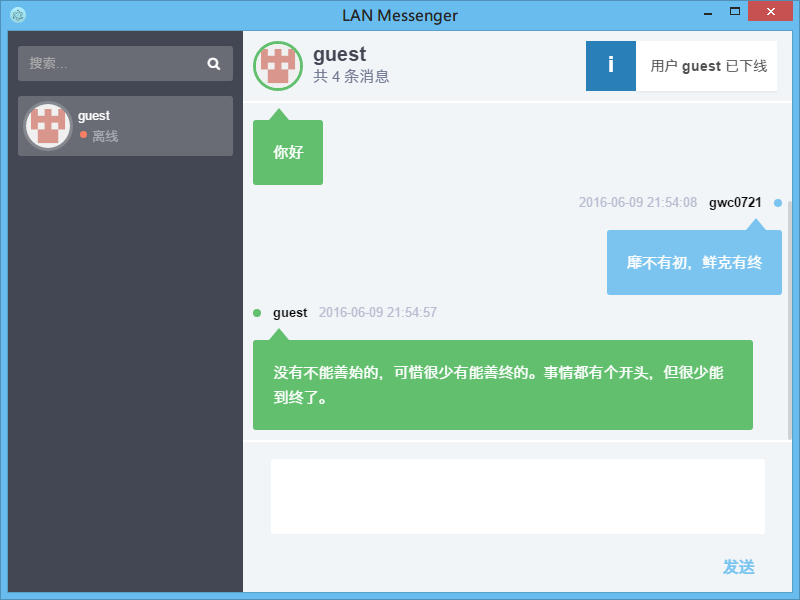 LAN Messenger
搜索...
guest
离线
guest
共 4 条消息
i
用户 guest 已下线
你好
2016-06-09 21:54:08 gwc0721
靡不有初，鲜克有终
guest 2016-06-09 21:54:57
没有不能善始的，可惜很少有能善终的。事情都有个开头，但很少能
到终了。
发送